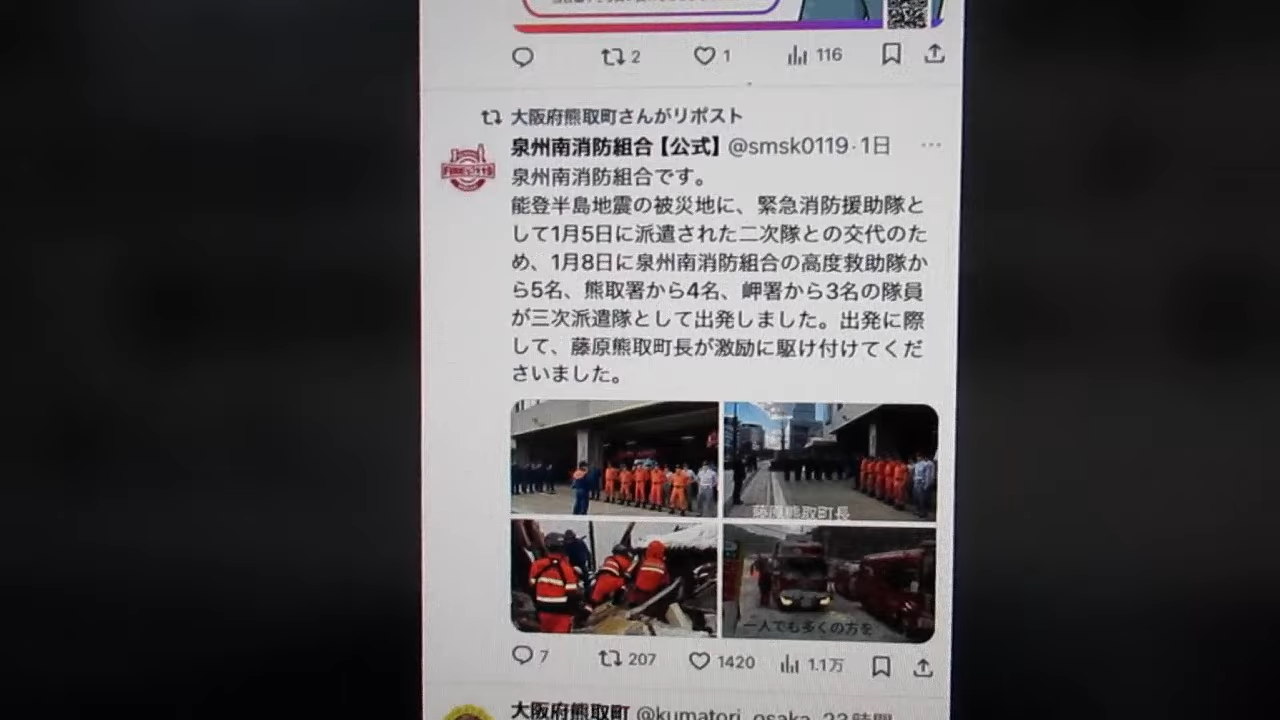 2
1
116
大阪府熊取町さんがリポスト
泉州南消防組合【公式】 @smsk0119·1日
泉州南消防組合です。
能登半島地震の被災地に、緊急消防援助隊と
して1月5日に派遣された二次隊との交代のた
め、1月8日に泉州南消防組合の高度救助隊か
ら5名、熊取署から4名、岬署から3名の隊員
が三次派遣隊として出発しました。出発に際
して、藤原熊取町長が激励に駆け付けてくだ
さいました。
藤原熊取町長
一人でも多くの方を
7
207
1420
1.1万
大阪府熊取町 @kumatori_osaka·23時間